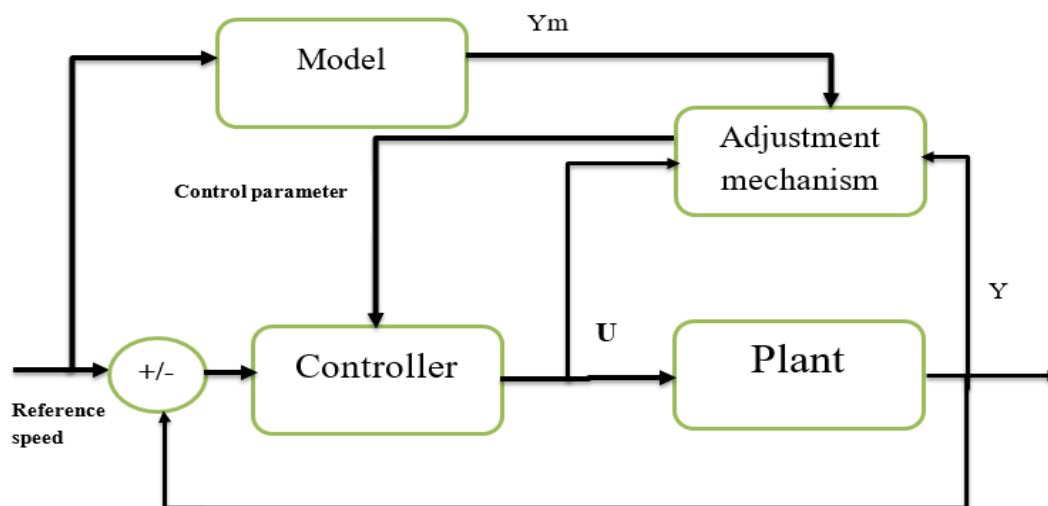 Ym
Model
Adjustment
mechanism
Control parameter
Y
U
Plant
Controller
+/-
Reference
speed